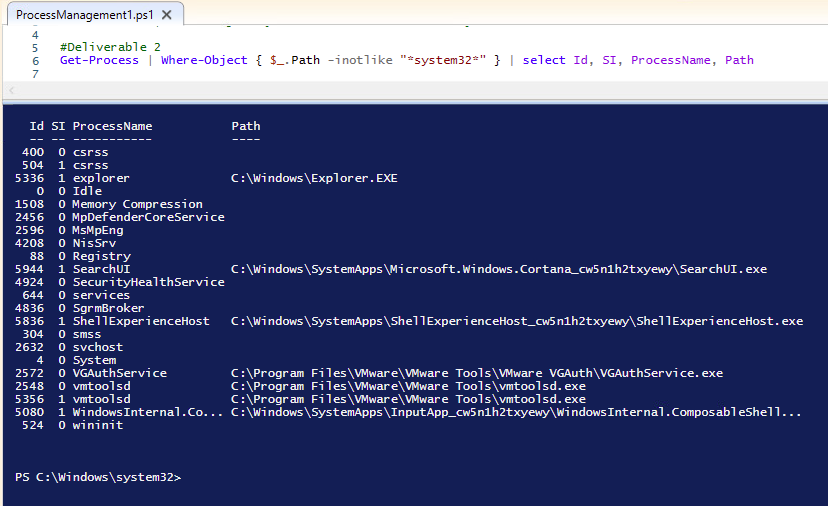 ProcessManagement1.ps1 X
4
5 #Deliverable 2
6 Get-Process | Where-Object { $_.Path -inotlike "*system32*" } | select Id, SI, ProcessName, Path
7
Id SI ProcessName Path
-- -- ----------- ----
400 0 csrss
504 1 csrss
5336 1 explorer C:\Windows\Explorer.EXE
0 0 Idle
1508 0 Memory Compression
2456 0 MpDefenderCoreService
2596 0 MsMpEng
4208 0 NisSrv
88 0 Registry
5944 1 SearchUI C:\Windows\SystemApps\Microsoft.Windows.Cortana_cw5n1h2txyewy\SearchUI.exe
4924 0 SecurityHealthService
644 0 services
4836 0 SgrmBroker
5836 1 ShellExperienceHost C:\Windows\SystemApps\ShellExperienceHost_cw5n1h2txyewy\ShellExperienceHost.exe
304 0 smss
2632 0 svchost
4 0 System
2572 0 VGAuthService C:\Program Files\VMware\VMware Tools\VMware VGAuth\VGAuthService.exe
2548 0 vmtoolsd C:\Program Files\VMware\VMware Tools\vmtoolsd.exe
5356 1 vmtoolsd C:\Program Files\VMware\VMware Tools\vmtoolsd.exe
5080 1 WindowsInternal.Co... C:\Windows\SystemApps\InputApp_cw5n1h2txyewy\WindowsInternal.ComposableShell...
524 0 wininit
PS C:\Windows\system32>